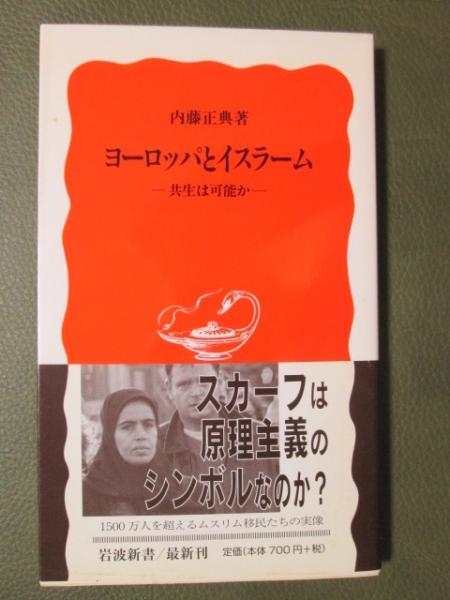 内藤正典著
ヨーロッパとイスラーム
―共生は可能か―
スカーフは
原理主義の
シンボルなのか?
1500万人を超えるムスリム移民たちの実像
岩波新書/最新刊 定価(本体700円+税)